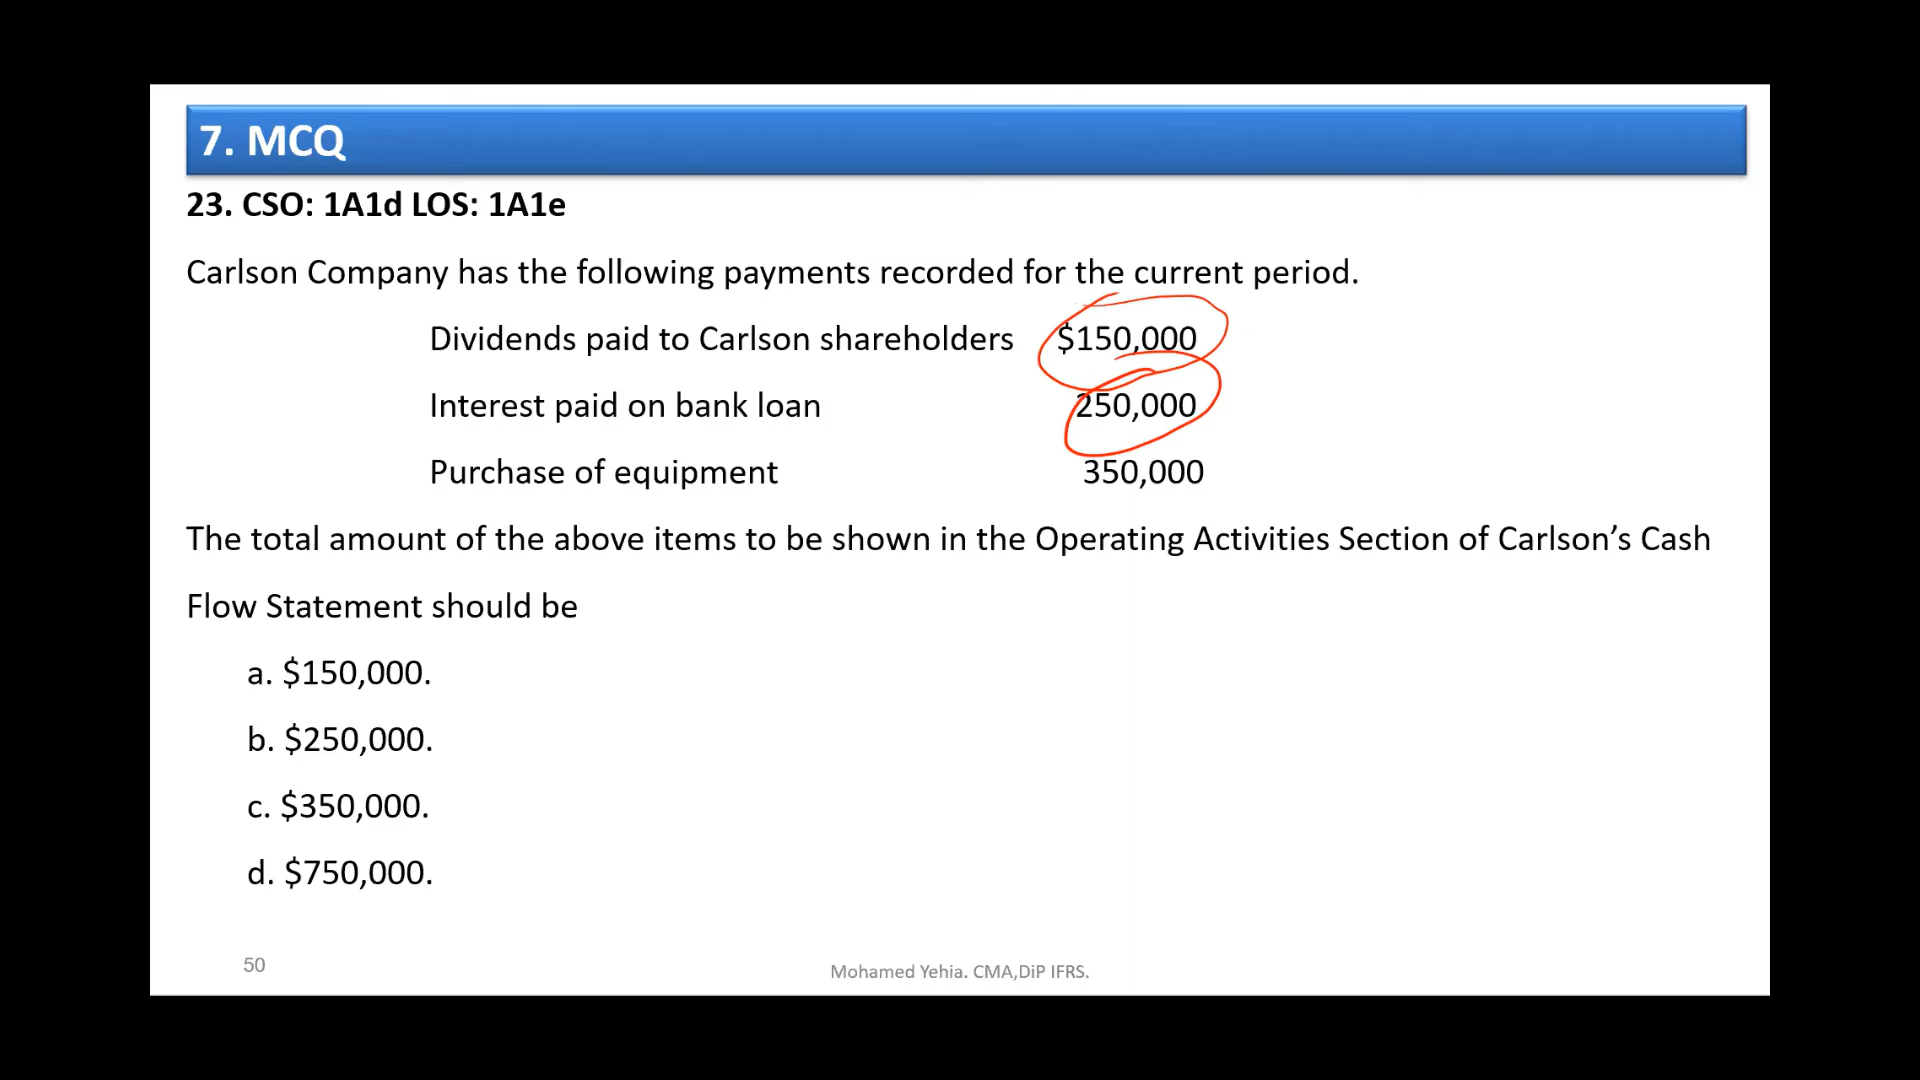 7. MCQ
23. CSO: 1A1d LOS: 1A1e
Carlson Company has the following payments recorded for the current period.
Dividends paid to Carlson shareholders $150,000
Interest paid on bank loan 250,000
Purchase of equipment 350,000
The total amount of the above items to be shown in the Operating Activities Section of Carlson’s Cash
Flow Statement should be
a. $150,000.
b. $250,000.
c. $350,000.
d. $750,000.
50
Mohamed Yehia. CMA,DiP IFRS.